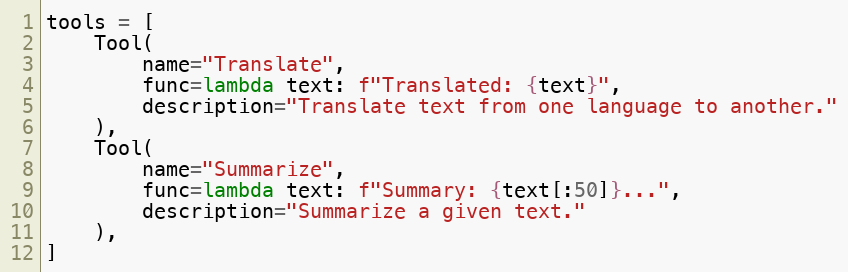 1 tools = [
2     Tool(
3         name="Translate",
4         func=lambda text: f"Translated: {text}",
5         description="Translate text from one language to another."
6     ),
7     Tool(
8         name="Summarize",
9         func=lambda text: f"Summary: {text[:50]}...",
10         description="Summarize a given text."
11     ),
12 ]